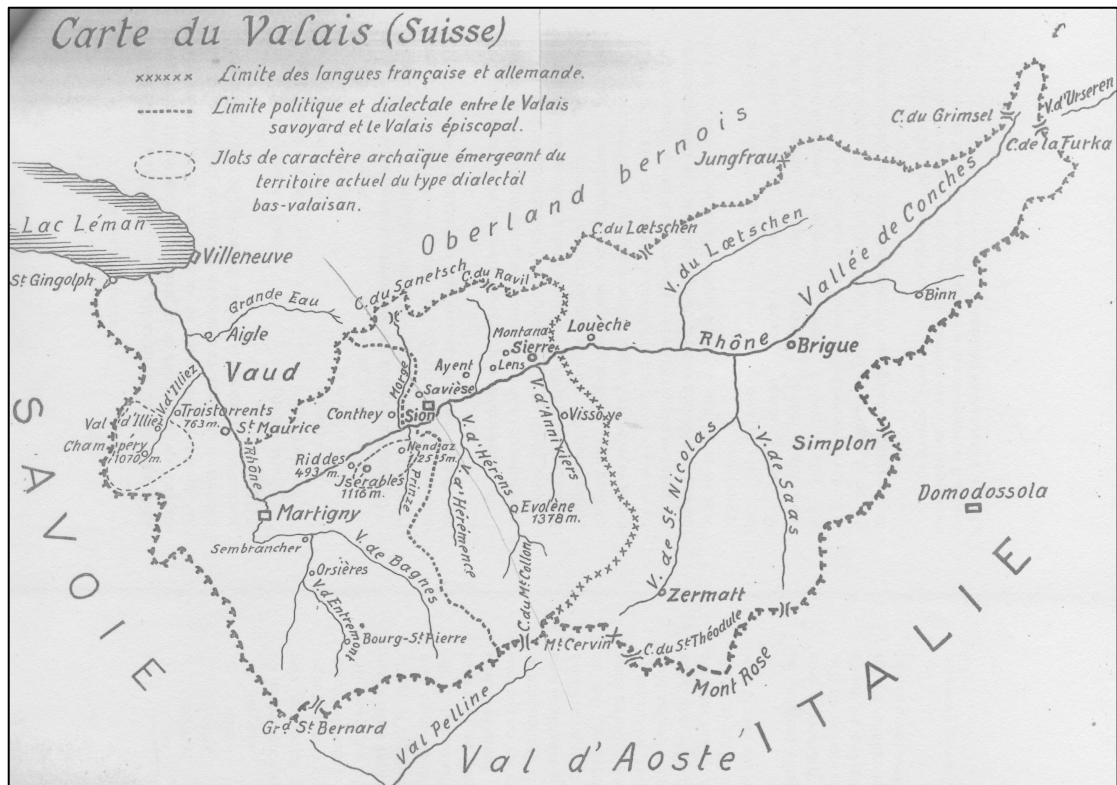 Carte du Valais (Suisse)
Limite des langues française et allemande.
Limite politique et dialectale entre le Valais
savoyard et le Valais épiscopal.
Jlots de caractère archaïque émergeant du
territoire actuel du type dialectal
bas-valaisan.
Lac Léman
Villeneuve
St Gingolph
Grande Eau
Aigle
Vaud
SAVOIE
Oberland bernois
Jungfrau
C. du Grimsel
V. d'Urseren
C. de la Furka
C. du Lœtschen
V. du Lœtschen
Vallée de Conches
Binn
C. du Sanetsch
C. du Ravil
Montana
Sierre
Louèche
Rhône
Brigue
Ayent
Lens
Morge
Savièse
Conthey
Sion
V. d'Illiez
Troistorrents
763 m.
Val d'Illiez
Champéry
1070 m.
St Maurice
Rhône
Riddes
493 m.
Jsérables
1116 m.
Nendaz
1255 m.
Prinze
V. d'Hérens
V. d'Hérémence
V. d'Anniviers
Vissoye
Evolène
1378 m.
Simplon
V. de St Nicolas
V. de Saas
Domodossola
Martigny
Sembrancher
Orsières
V. de Bagnes
V. d'Entremont
Bourg-St Pierre
C. du Mt Collon
Zermatt
Mt Cervin
C. du St Théodule
Mont Rose
Grd St Bernard
Val Pelline
Val d'Aoste
ITALIE